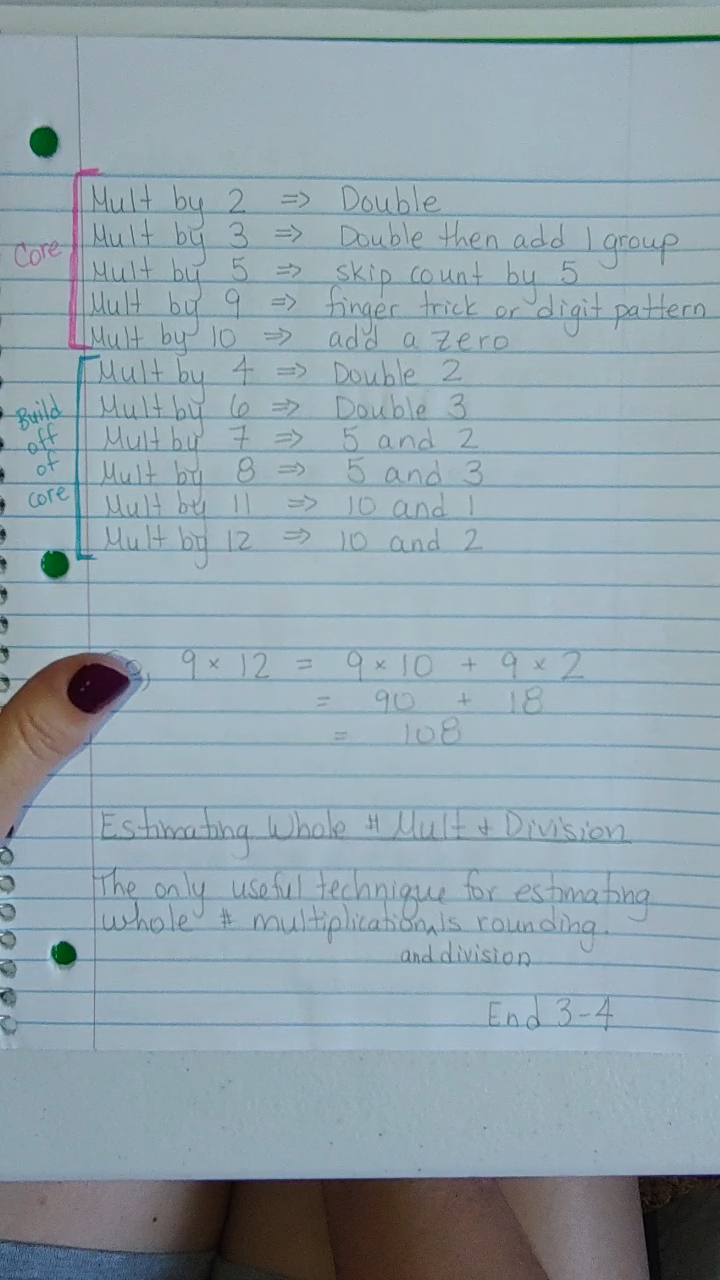 Core
Mult by 2 => Double
Mult by 3 => Double then add 1 group
Mult by 5 => skip count by 5
Mult by 9 => finger trick or digit pattern
Mult by 10 => add a zero
Build
off
of
core
Mult by 4 => Double 2
Mult by 6 => Double 3
Mult by 7 => 5 and 2
Mult by 8 => 5 and 3
Mult by 11 => 10 and 1
Mult by 12 => 10 and 2
9 × 12 = 9 × 10 + 9 × 2
= 90 + 18
= 108
Estimating Whole # Mult + Division
The only useful technique for estimating
whole # multiplication is rounding.
and division
End 3-4